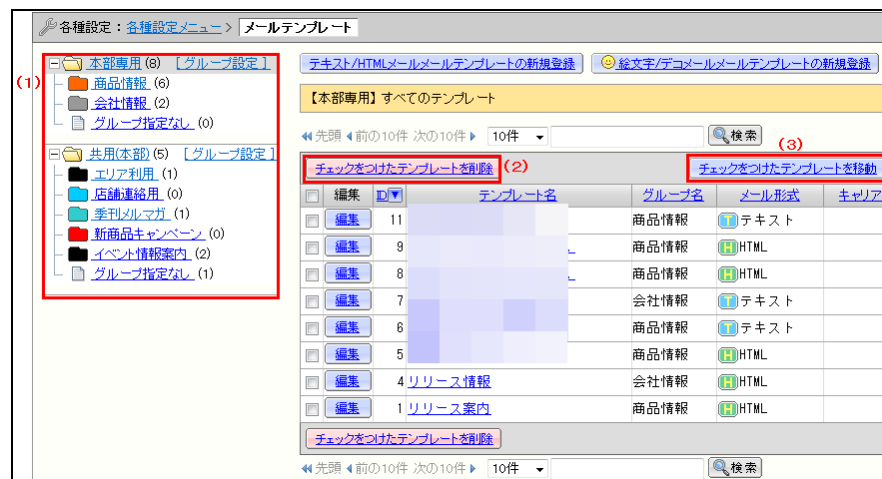 各種設定：各種設定メニュー> メールテンプレート
(1)
本部専用(8) [グループ設定]
商品情報 (6)
会社情報 (2)
グループ指定なし (0)
共用(本部) (5) [グループ設定]
エリア利用 (1)
店舗連絡用 (0)
季刊メルマガ (1)
新商品キャンペーン (0)
イベント情報案内 (2)
グループ指定なし (1)
テキスト/HTMLメールメールテンプレートの新規登録 絵文字/デコメールメールテンプレートの新規登録
【本部専用】すべてのテンプレート
先頭 前の10件 次の10件 10件 検索
(3)
チェックをつけたテンプレートを削除 (2) チェックをつけたテンプレートを移動
編集 ID▼ テンプレート名 グループ名 メール形式 キャリア
編集 11 商品情報 T テキスト
編集 9 商品情報 H HTML
編集 8 商品情報 H HTML
編集 7 会社情報 T テキスト
編集 6 商品情報 T テキスト
編集 5 商品情報 H HTML
編集 4 リリース情報 会社情報 H HTML
編集 1 リリース案内 商品情報 H HTML
チェックをつけたテンプレートを削除
先頭 前の10件 次の10件 10件 検索